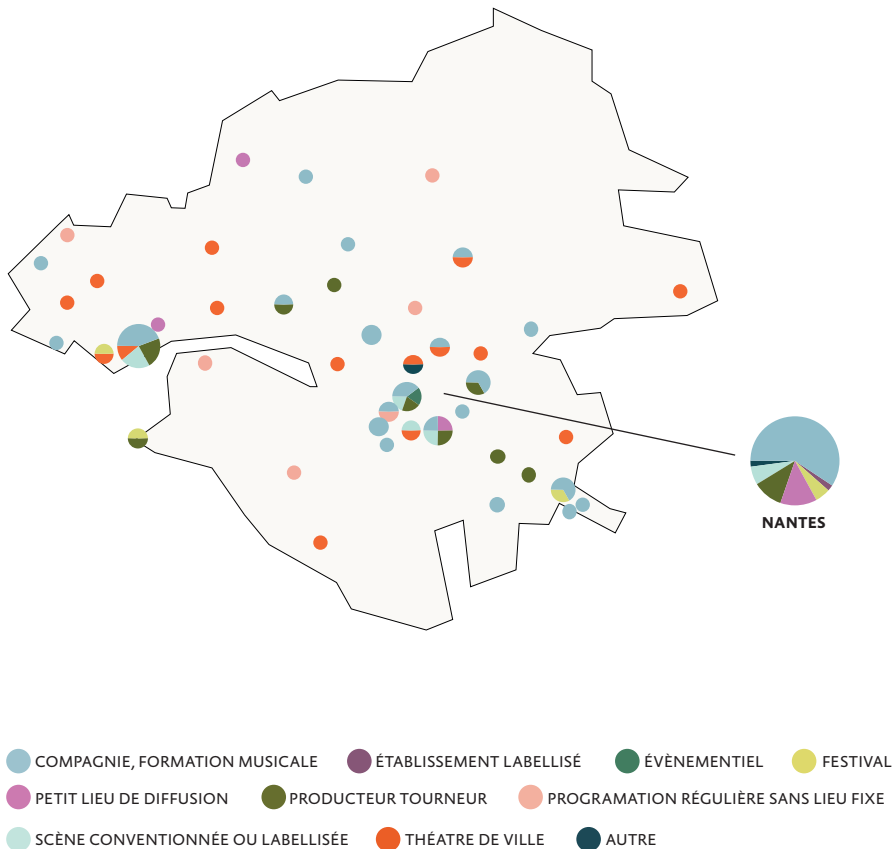 NANTES
COMPAGNIE, FORMATION MUSICALE ÉTABLISSEMENT LABELLISÉ ÉVÈNEMENTIEL FESTIVAL
PETIT LIEU DE DIFFUSION PRODUCTEUR TOURNEUR PROGRAMATION RÉGULIÈRE SANS LIEU FIXE
SCÈNE CONVENTIONNÉE OU LABELLISÉE THÉATRE DE VILLE AUTRE